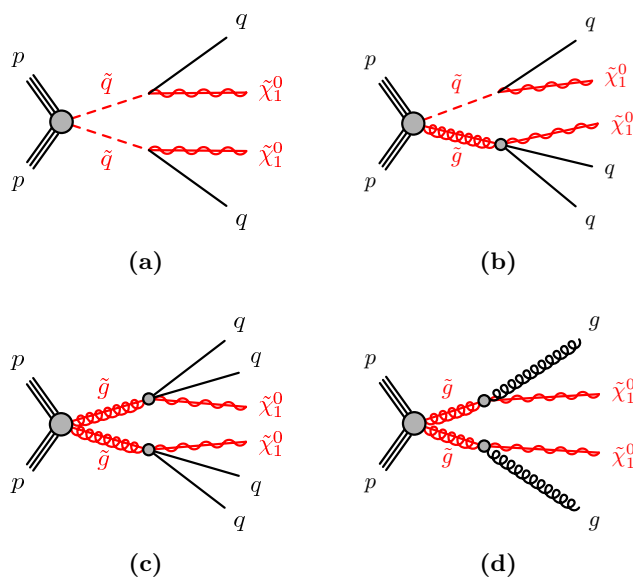 p p q̃ q̃ q χ̃₁⁰ χ̃₁⁰ q
(a)
p p q̃ g̃ q χ̃₁⁰ χ̃₁⁰ q q
(b)
p p g̃ g̃ q q χ̃₁⁰ χ̃₁⁰ q q
(c)
p p g̃ g̃ g χ̃₁⁰ χ̃₁⁰ g
(d)